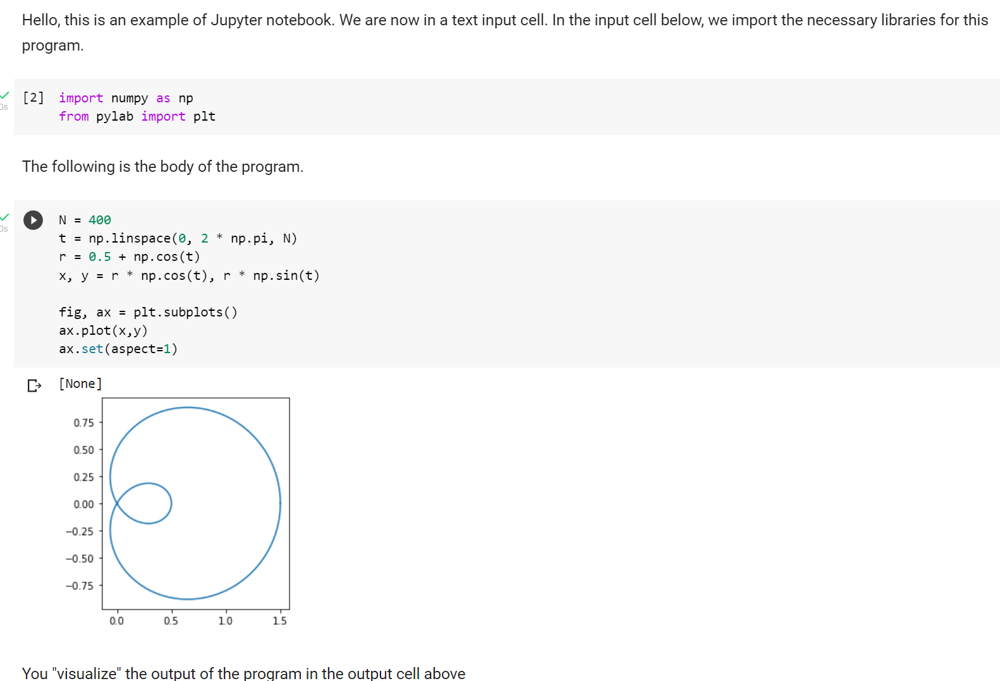 Hello, this is an example of Jupyter notebook. We are now in a text input cell. In the input cell below, we import the necessary libraries for this
program.
0s
[2] import numpy as np
from pylab import plt
The following is the body of the program.
0s
N = 400
t = np.linspace(0, 2 * np.pi, N)
r = 0.5 + np.cos(t)
x, y = r * np.cos(t), r * np.sin(t)
fig, ax = plt.subplots()
ax.plot(x,y)
ax.set(aspect=1)
[None]
0.75
0.50
0.25
0.00
−0.25
−0.50
−0.75
0.0 0.5 1.0 1.5
You "visualize" the output of the program in the output cell above